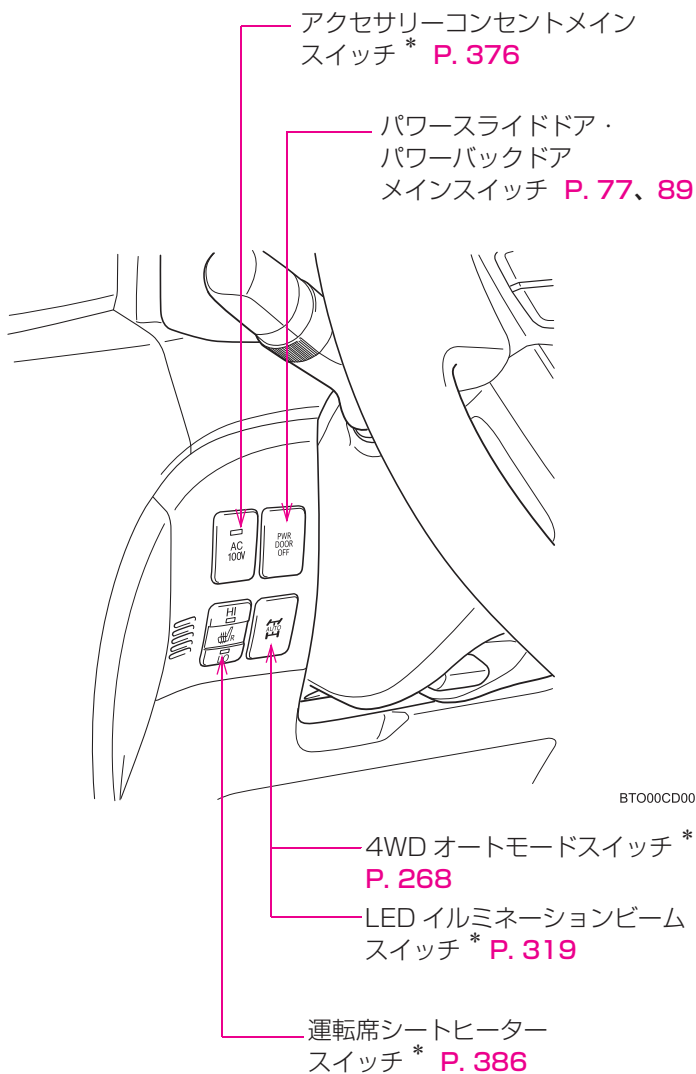 アクセサリーコンセントメイン
スイッチ * P. 376
パワースライドドア・
パワーバックドア
メインスイッチ P. 77、89
AC
100V
PWR
DOOR
OFF
HI
R
LO
AUTO
BTO00CD00
4WD オートモードスイッチ *
P. 268
LED イルミネーションビーム
スイッチ * P. 319
運転席シートヒーター
スイッチ * P. 386